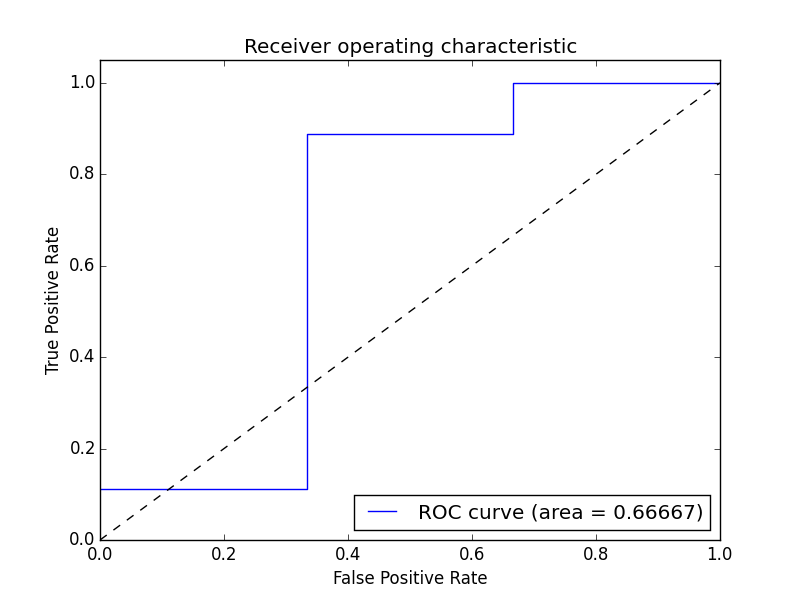 Receiver operating characteristic
1.0
0.8
0.6
0.4
0.2
0.0
True Positive Rate
ROC curve (area = 0.66667)
0.0 0.2 0.4 0.6 0.8 1.0
False Positive Rate